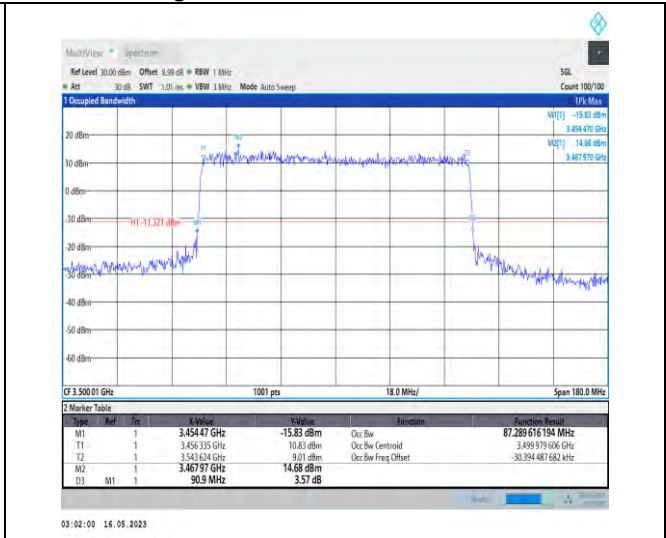 MultiView Spectrum
Ref Level 30.00 dBm Offset 8.99 dB RBW 1 MHz SGL
Att 30 dB SWT 1.01 ms VBW 3 MHz Mode Auto Sweep Count 100/100
1 Occupied Bandwidth 1Pk Max
M1[1] -15.83 dBm
3.454 470 GHz
M2[1] 14.68 dBm
3.467 970 GHz
20 dBm
10 dBm
0 dBm
-10 dBm
H1 -11.321 dBm
-20 dBm
-30 dBm
-40 dBm
-50 dBm
-60 dBm
T1
M2
T2
M1
CF 3.500 01 GHz 1001 pts 18.0 MHz/ Span 180.0 MHz
2 Marker Table
Type Ref Trc X-Value Y-Value Function Function Result
M1 1 3.454 47 GHz -15.83 dBm Occ Bw 87.289 616 194 MHz
T1 1 3.456 335 GHz 10.83 dBm Occ Bw Centroid 3.499 979 606 GHz
T2 1 3.543 624 GHz 9.01 dBm Occ Bw Freq Offset -30.394 487 682 kHz
M2 1 3.467 97 GHz 14.68 dBm
D3 M1 1 90.9 MHz 3.57 dB
03:02:00 16.05.2023